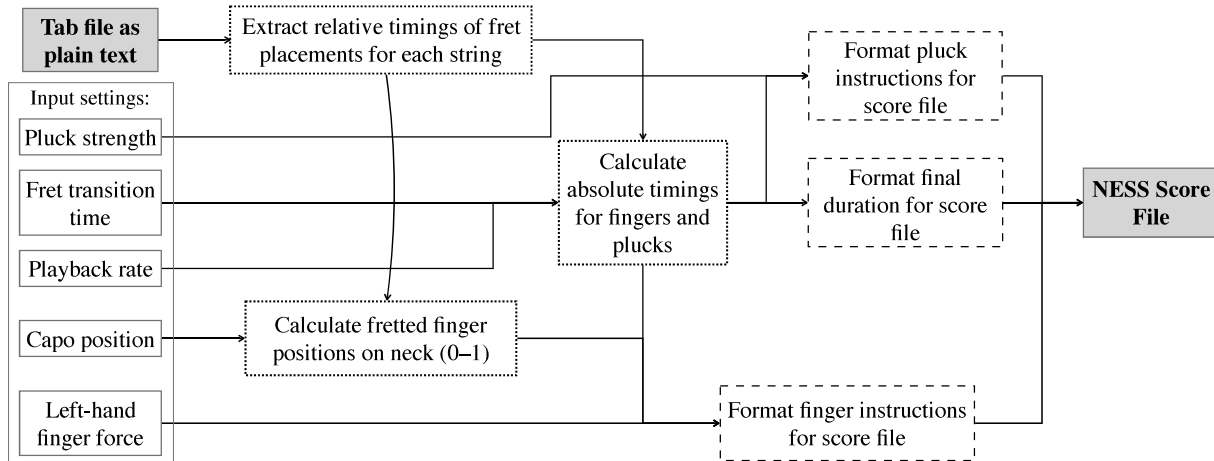 Tab file as
plain text
Extract relative timings of fret
placements for each string
Input settings:
Pluck strength
Fret transition
time
Playback rate
Capo position
Left-hand
finger force
Calculate fretted finger
positions on neck (0–1)
Calculate
absolute timings
for fingers and
plucks
Format pluck
instructions for
score file
Format final
duration for score
file
Format finger instructions
for score file
NESS Score
File